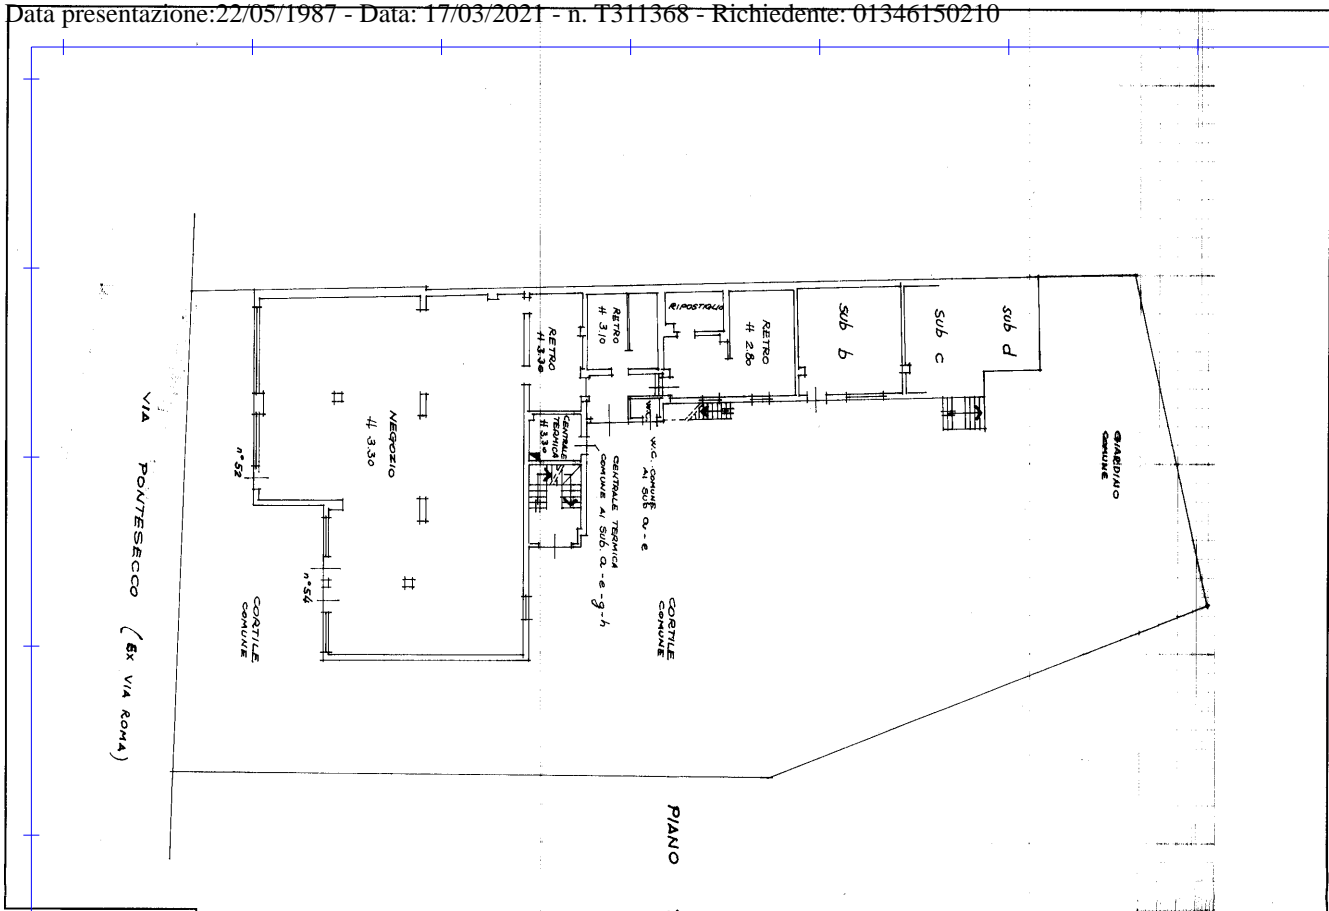 Data presentazione:22/05/1987 - Data: 17/03/2021 - n. T311368 - Richiedente: 01346150210
RIPOSTIGLIO
RETRO
H 2.80
SUB b
SUB c
SUB d
RETRO
H 3.10
RETRO
H 3.30
NEGOZIO
H 3.30
CENTRALE
TERMICA
H 3.30
W.C.
W.C. COMUNE
AI SUB a-e
CENTRALE TERMICA
COMUNE AI SUB. a-e-g-h
GIARDINO
COMUNE
n°52
n°54
CORTILE
COMUNE
CORTILE
COMUNE
VIA PONTESECCO (EX VIA ROMA)
PIANO